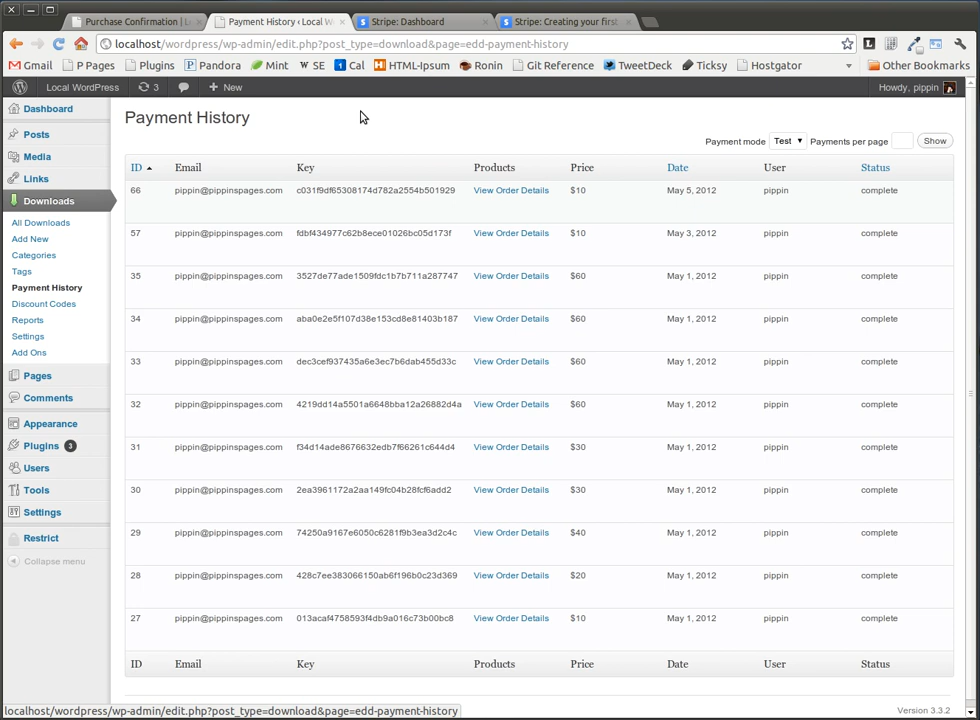 Purchase Confirmation | L
Payment History ‹ Local W
Stripe: Dashboard
Stripe: Creating your first
localhost/wordpress/wp-admin/edit.php?post_type=download&page=edd-payment-history
Gmail P Pages Plugins Pandora Mint W SE 1 Cal HTML-Ipsum Ronin Git Reference TweetDeck Ticksy Hostgator Other Bookmarks
Local WordPress 3 + New Howdy, pippin
Dashboard
Posts
Media
Links
Downloads
All Downloads
Add New
Categories
Tags
Payment History
Discount Codes
Reports
Settings
Add Ons
Pages
Comments
Appearance
Plugins 3
Users
Tools
Settings
Restrict
Collapse menu
Payment History
Payment mode Test Payments per page Show
ID Email Key Products Price Date User Status
66 pippin@pippinspages.com c031f9df65308174d782a2554b501929 View Order Details $10 May 5, 2012 pippin complete
57 pippin@pippinspages.com fdbf434977c62b8ece01026bc05d173f View Order Details $10 May 3, 2012 pippin complete
35 pippin@pippinspages.com 3527de77ade1509fdc1b7b711a287747 View Order Details $60 May 1, 2012 pippin complete
34 pippin@pippinspages.com aba0e2e5f107d38e153cd8e81403b187 View Order Details $60 May 1, 2012 pippin complete
33 pippin@pippinspages.com dec3cef937435a6e3ec7b6dab455d33c View Order Details $60 May 1, 2012 pippin complete
32 pippin@pippinspages.com 4219dd14a5501a6648bba12a26882d4a View Order Details $60 May 1, 2012 pippin complete
31 pippin@pippinspages.com f34d14ade8676632edb7f66261c644d4 View Order Details $30 May 1, 2012 pippin complete
30 pippin@pippinspages.com 2ea3961172a2aa149fc04b28fcf6add2 View Order Details $30 May 1, 2012 pippin complete
29 pippin@pippinspages.com 74250a9167e6050c6281f9b3ea3d2c4c View Order Details $40 May 1, 2012 pippin complete
28 pippin@pippinspages.com 428c7ee383066150ab6f196b0c23d369 View Order Details $20 May 1, 2012 pippin complete
27 pippin@pippinspages.com 013acaf4758593f4db9a016c73b00bc8 View Order Details $10 May 1, 2012 pippin complete
ID Email Key Products Price Date User Status
localhost/wordpress/wp-admin/edit.php?post_type=download&page=edd-payment-history
Version 3.3.2